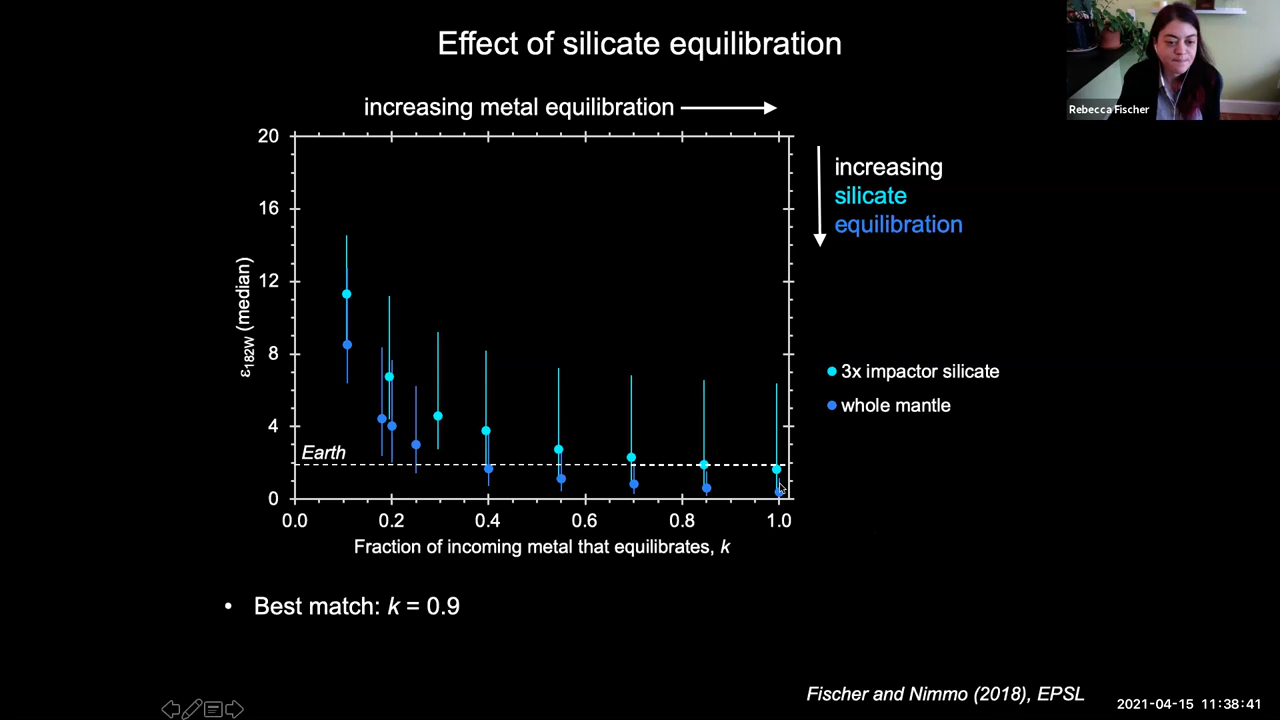 Effect of silicate equilibration
Rebecca Fischer
increasing metal equilibration
increasing
silicate
equilibration
20
16
12
8
4
0
ε182W (median)
Earth
3x impactor silicate
whole mantle
0.0 0.2 0.4 0.6 0.8 1.0
Fraction of incoming metal that equilibrates, k
• Best match: k = 0.9
Fischer and Nimmo (2018), EPSL
2021-04-15 11:38:41